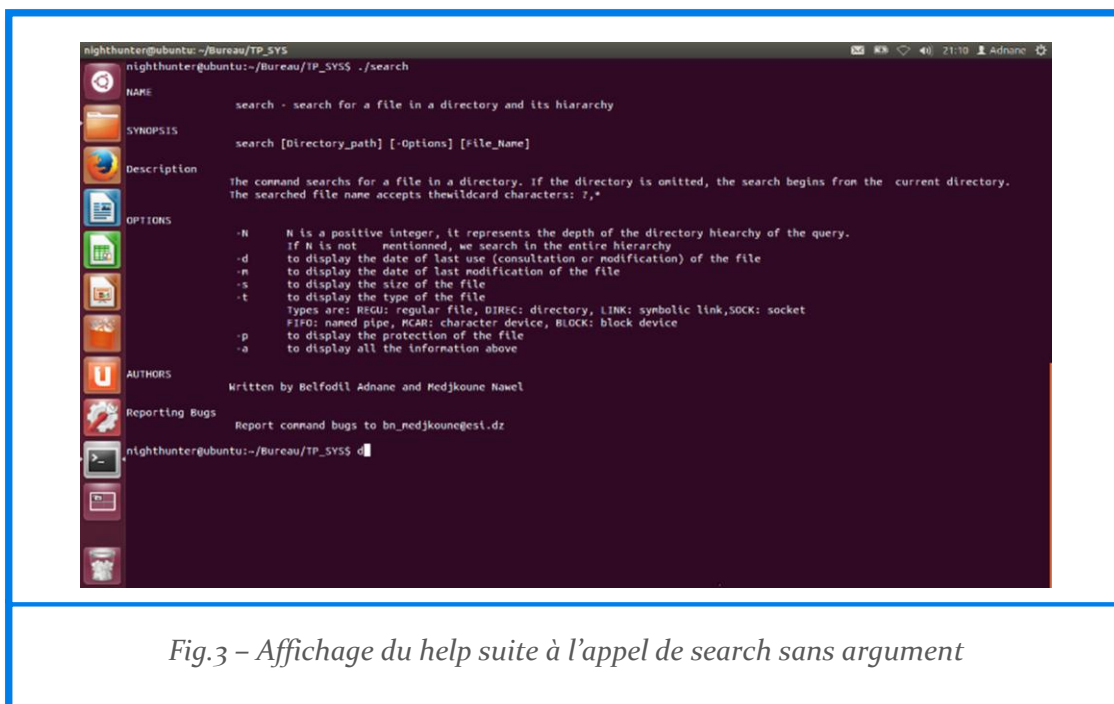 nighthunter@ubuntu: ~/Bureau/TP_SYS 21:10 Adnane
nighthunter@ubuntu:~/Bureau/TP_SYS$ ./search
NAME
search - search for a file in a directory and its hiararchy
SYNOPSIS
search [Directory_path] [-Options] [File_Name]
Description
The command searchs for a file in a directory. If the directory is omitted, the search begins from the current directory.
The searched file name accepts thewildcard characters: ?,*
OPTIONS
-N N is a positive integer, it represents the depth of the directory hiearchy of the query.
If N is not mentionned, we search in the entire hierarchy
-d to display the date of last use (consultation or modification) of the file
-m to display the date of last modification of the file
-s to display the size of the file
-t to display the type of the file
Types are: REGU: regular file, DIREC: directory, LINK: symbolic link,SOCK: socket
FIFO: named pipe, MCAR: character device, BLOCK: block device
-p to display the protection of the file
-a to display all the information above
AUTHORS
Written by Belfodil Adnane and Medjkoune Nawel
Reporting Bugs
Report command bugs to bn_medjkoune@esi.dz
nighthunter@ubuntu:~/Bureau/TP_SYS$ d
Fig.3 – Affichage du help suite à l’appel de search sans argument